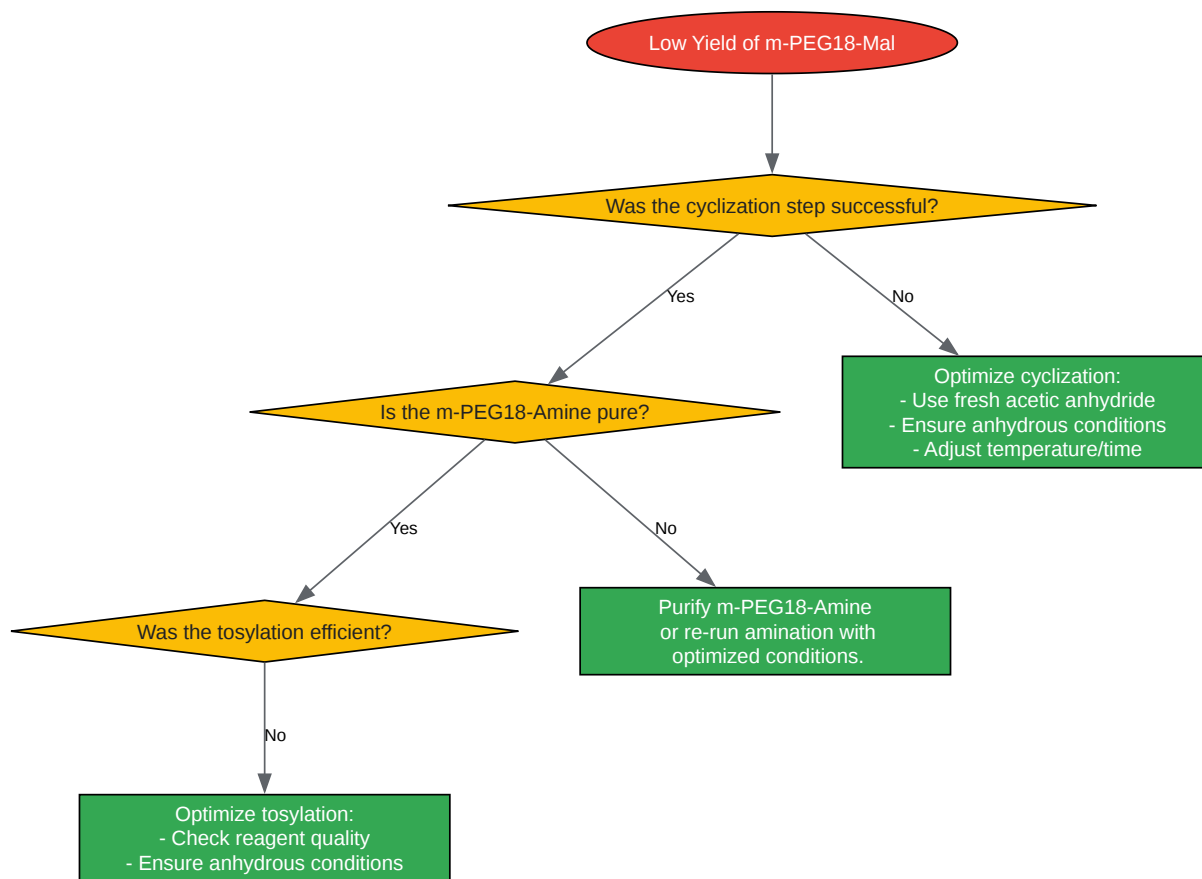 Low Yield of m-PEG18-Mal
Was the cyclization step successful?
Yes
No
Optimize cyclization:
- Use fresh acetic anhydride
- Ensure anhydrous conditions
- Adjust temperature/time
Is the m-PEG18-Amine pure?
Yes
No
Purify m-PEG18-Amine
or re-run amination with
optimized conditions.
Was the tosylation efficient?
No
Optimize tosylation:
- Check reagent quality
- Ensure anhydrous conditions